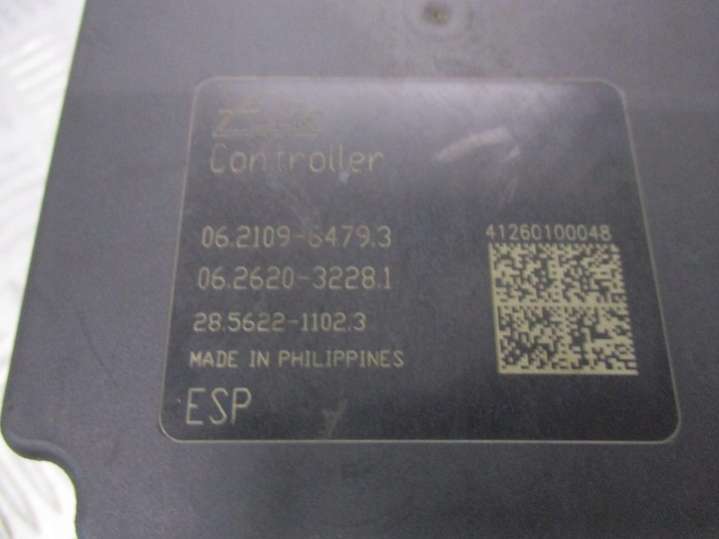 Controller
06.2109-6479.3
41260100048
06.2620-3228.1
28.5622-1102.3
MADE IN PHILIPPINES
ESP